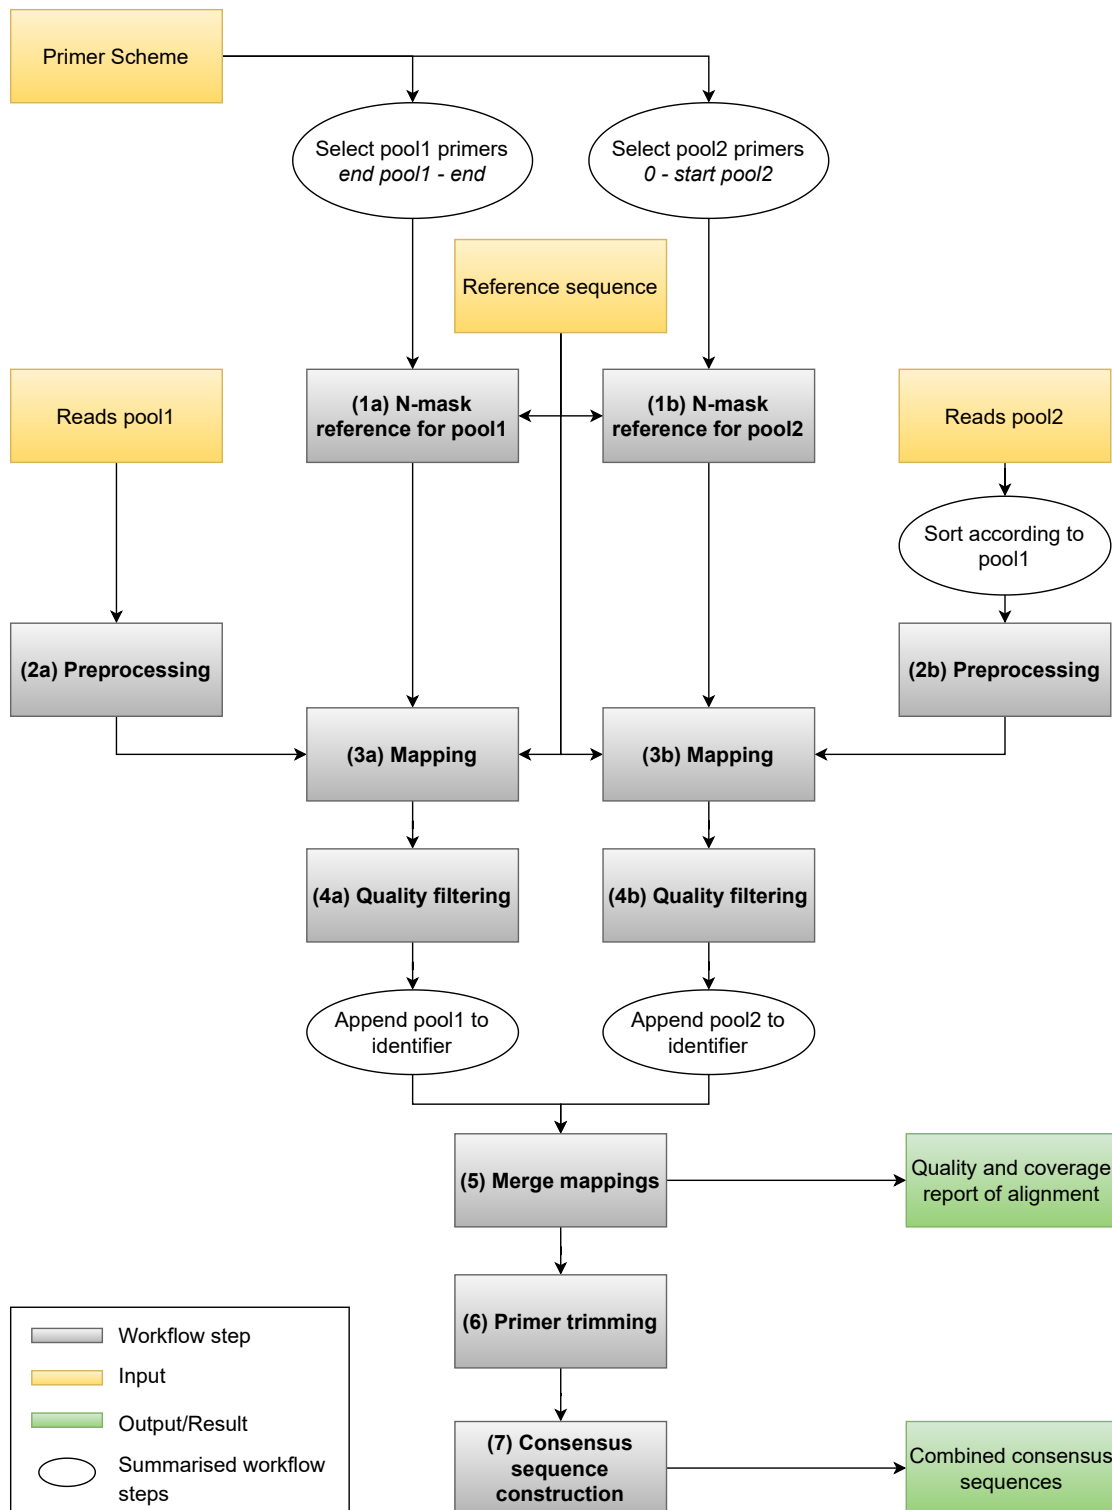 Primer Scheme
Select pool1 primers
end pool1 - end
Select pool2 primers
0 - start pool2
Reference sequence
Reads pool1
(1a) N-mask
reference for pool1
(1b) N-mask
reference for pool2
Reads pool2
Sort according to
pool1
(2a) Preprocessing
(2b) Preprocessing
(3a) Mapping
(3b) Mapping
(4a) Quality filtering
(4b) Quality filtering
Append pool1 to
identifier
Append pool2 to
identifier
(5) Merge mappings
Quality and coverage
report of alignment
(6) Primer trimming
(7) Consensus
sequence
construction
Combined consensus
sequences
Workflow step
Input
Output/Result
Summarised workflow
steps